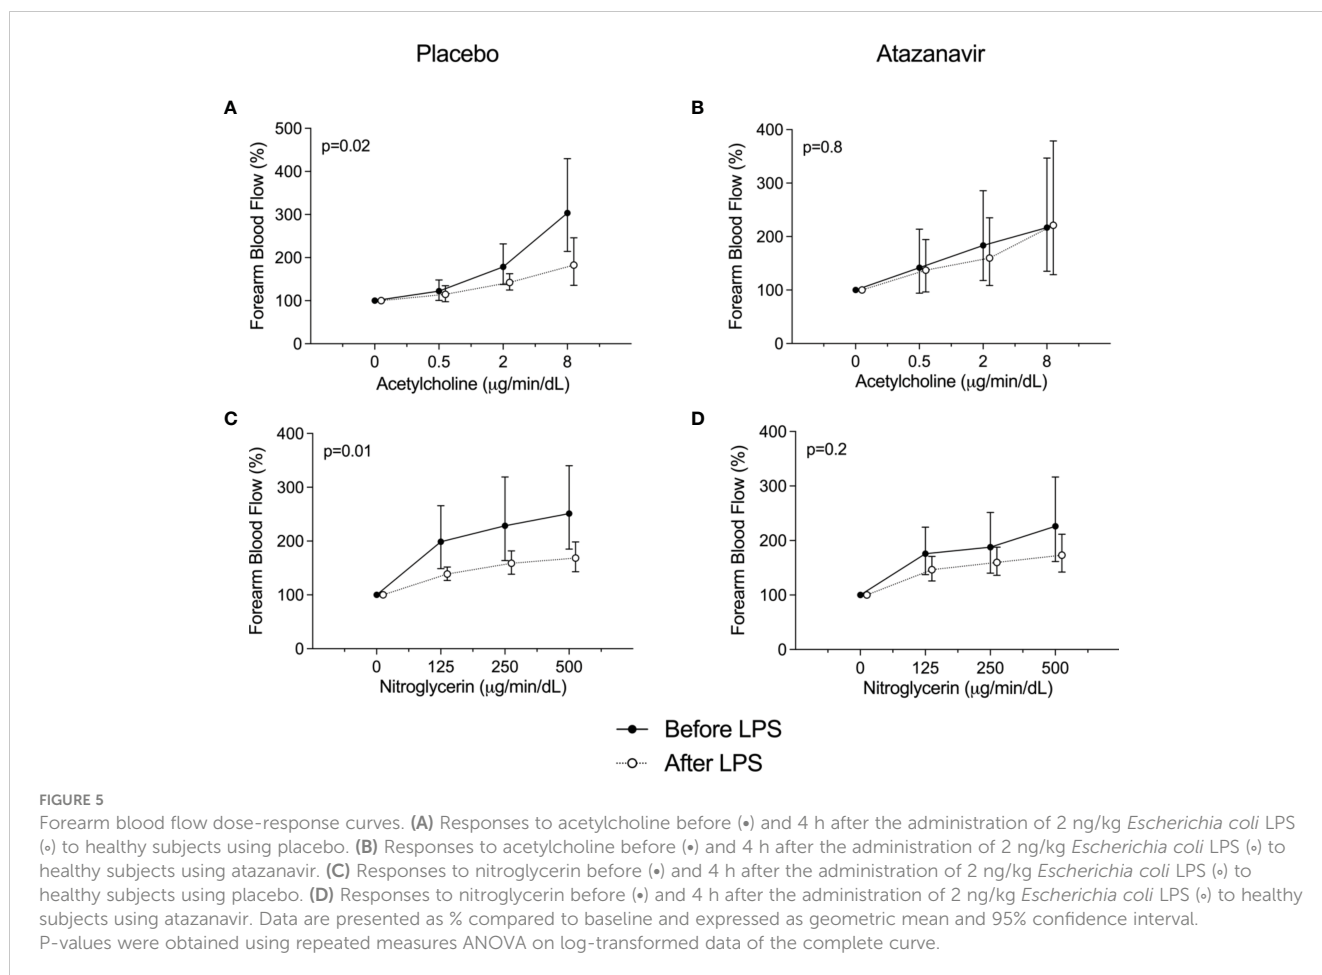 Placebo
Atazanavir
A
500
400
300
200
100
0
Forearm Blood Flow (%)
p=0.02
0 0.5 2 8
Acetylcholine (μg/min/dL)
B
400
300
200
100
0
Forearm Blood Flow (%)
p=0.8
0 0.5 2 8
Acetylcholine (μg/min/dL)
C
400
300
200
100
0
Forearm Blood Flow (%)
p=0.01
0 125 250 500
Nitroglycerin (μg/min/dL)
D
400
300
200
100
0
Forearm Blood Flow (%)
p=0.2
0 125 250 500
Nitroglycerin (μg/min/dL)
Before LPS
After LPS
FIGURE 5
Forearm blood flow dose-response curves. (A) Responses to acetylcholine before (•) and 4 h after the administration of 2 ng/kg Escherichia coli LPS
(◦) to healthy subjects using placebo. (B) Responses to acetylcholine before (•) and 4 h after the administration of 2 ng/kg Escherichia coli LPS (◦) to
healthy subjects using atazanavir. (C) Responses to nitroglycerin before (•) and 4 h after the administration of 2 ng/kg Escherichia coli LPS (◦) to
healthy subjects using placebo. (D) Responses to nitroglycerin before (•) and 4 h after the administration of 2 ng/kg Escherichia coli LPS (◦) to healthy
subjects using atazanavir. Data are presented as % compared to baseline and expressed as geometric mean and 95% confidence interval.
P-values were obtained using repeated measures ANOVA on log-transformed data of the complete curve.